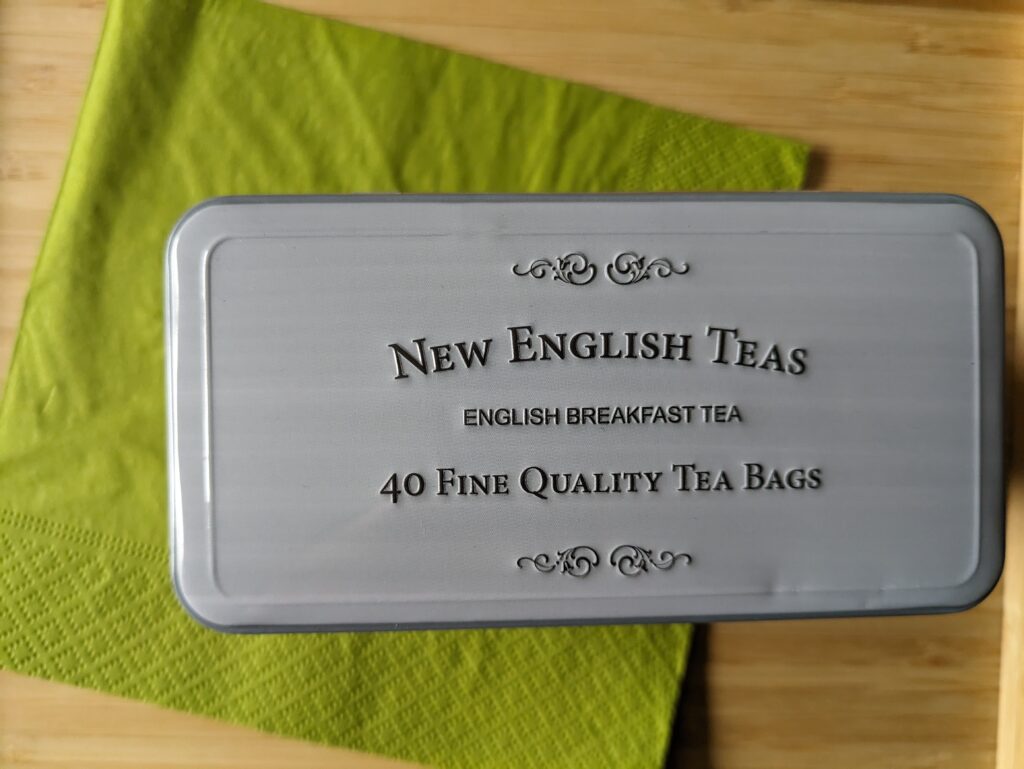 New English Teas
ENGLISH BREAKFAST TEA
40 Fine Quality Tea Bags